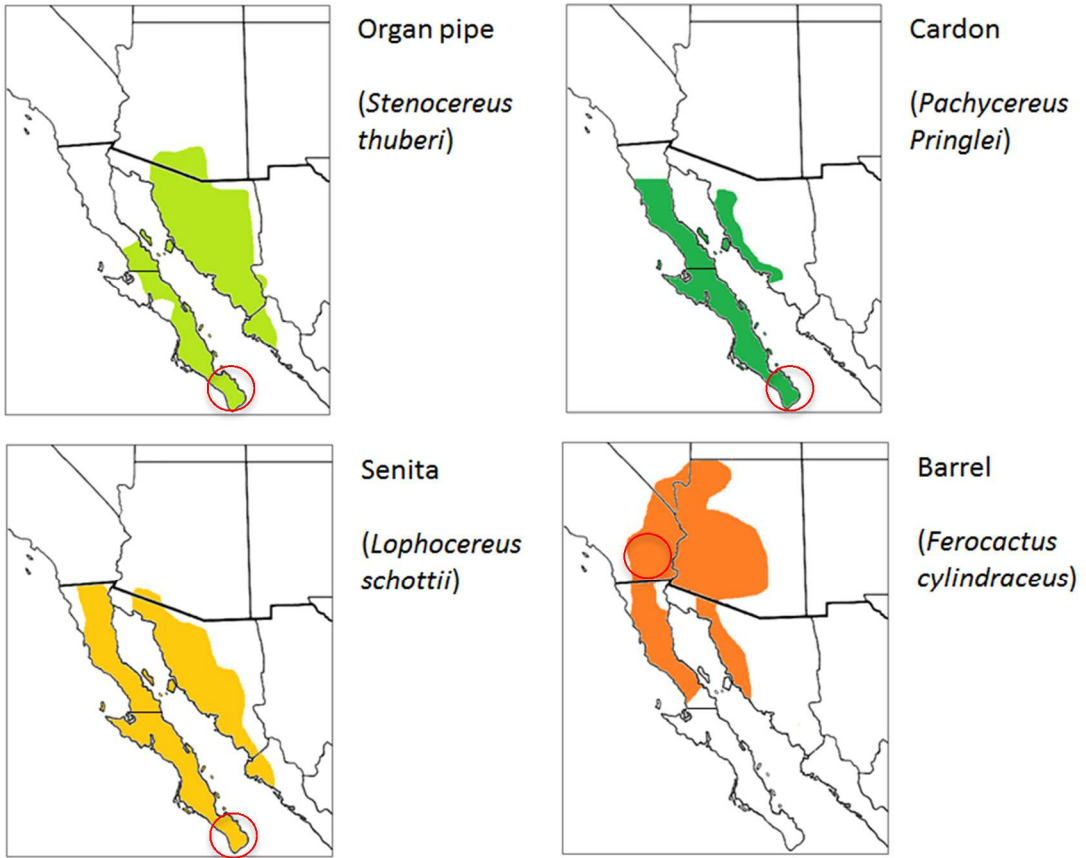 Organ pipe
(Stenocereus
thuberi)
Cardon
(Pachycereus
Pringlei)
Senita
(Lophocereus
schottii)
Barrel
(Ferocactus
cylindraceus)